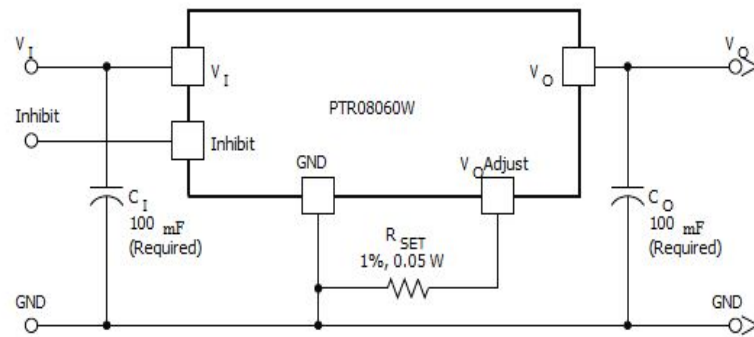 V I
V I
V O
V O
PTR08060W
Inhibit
Inhibit
GND
V O Adjust
C I
100 mF
(Required)
R SET
1%, 0.05 W
C O
100 mF
(Required)
GND
GND